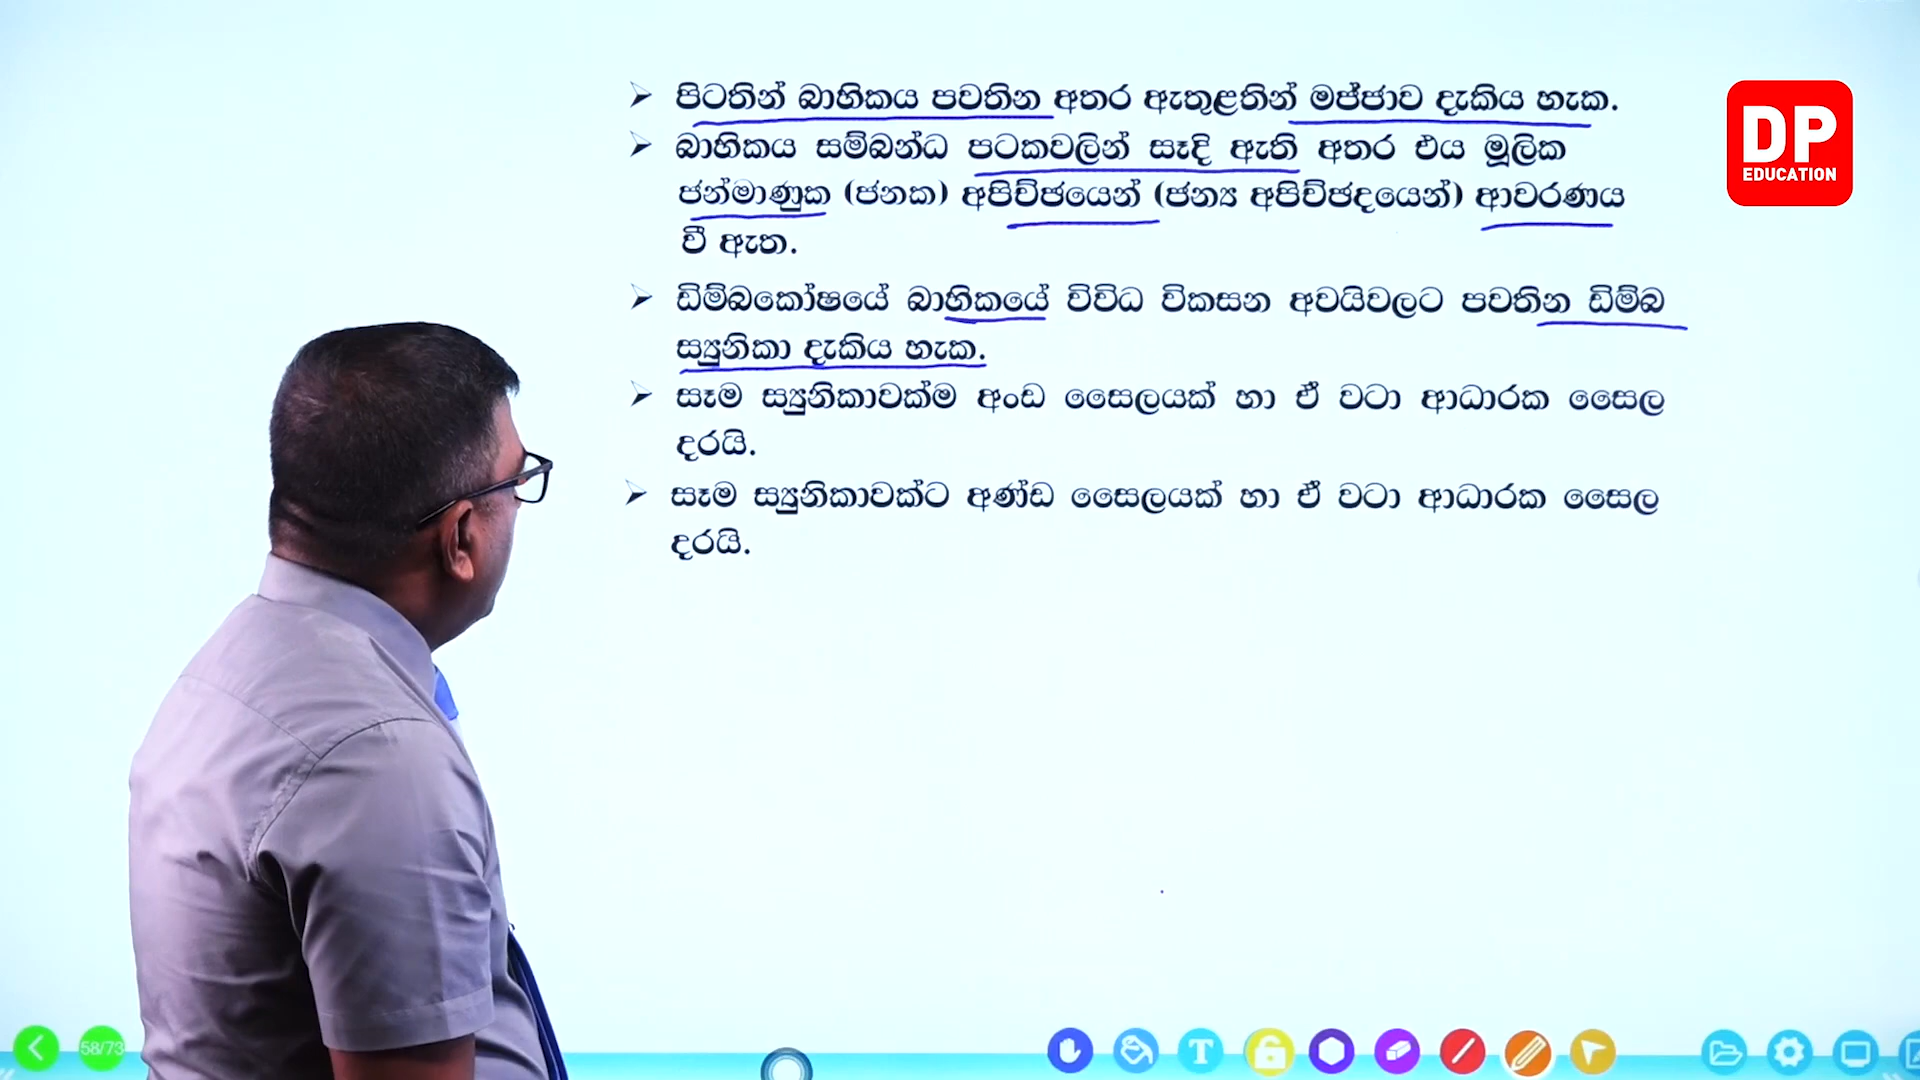 ➢ පිටතින් බාහිකය පවතින අතර ඇතුළතින් මජ්ජාව දැකිය හැක.
➢ බාහිකය සම්බන්ධ පටකවලින් සෑදි ඇති අතර එය මූලික
ජන්මාණුක (ජනක) අපිච්ඡයෙන් (ජන්‍ය අපිච්ඡදයෙන්) ආවරණය
වී ඇත.
➢ ඩිම්බකෝෂයේ බාහිකයේ විවිධ විකසන අවයිවලට පවතින ඩිම්බ
ස්‍යුනිකා දැකිය හැක.
➢ සෑම ස්‍යුනිකාවක්ම අංඩ සෛලයක් හා ඒ වටා ආධාරක සෛල
දරයි.
➢ සෑම ස්‍යුනිකාවක්ට අණ්ඩ සෛලයක් හා ඒ වටා ආධාරක සෛල
දරයි.
DP
EDUCATION
58/73
T